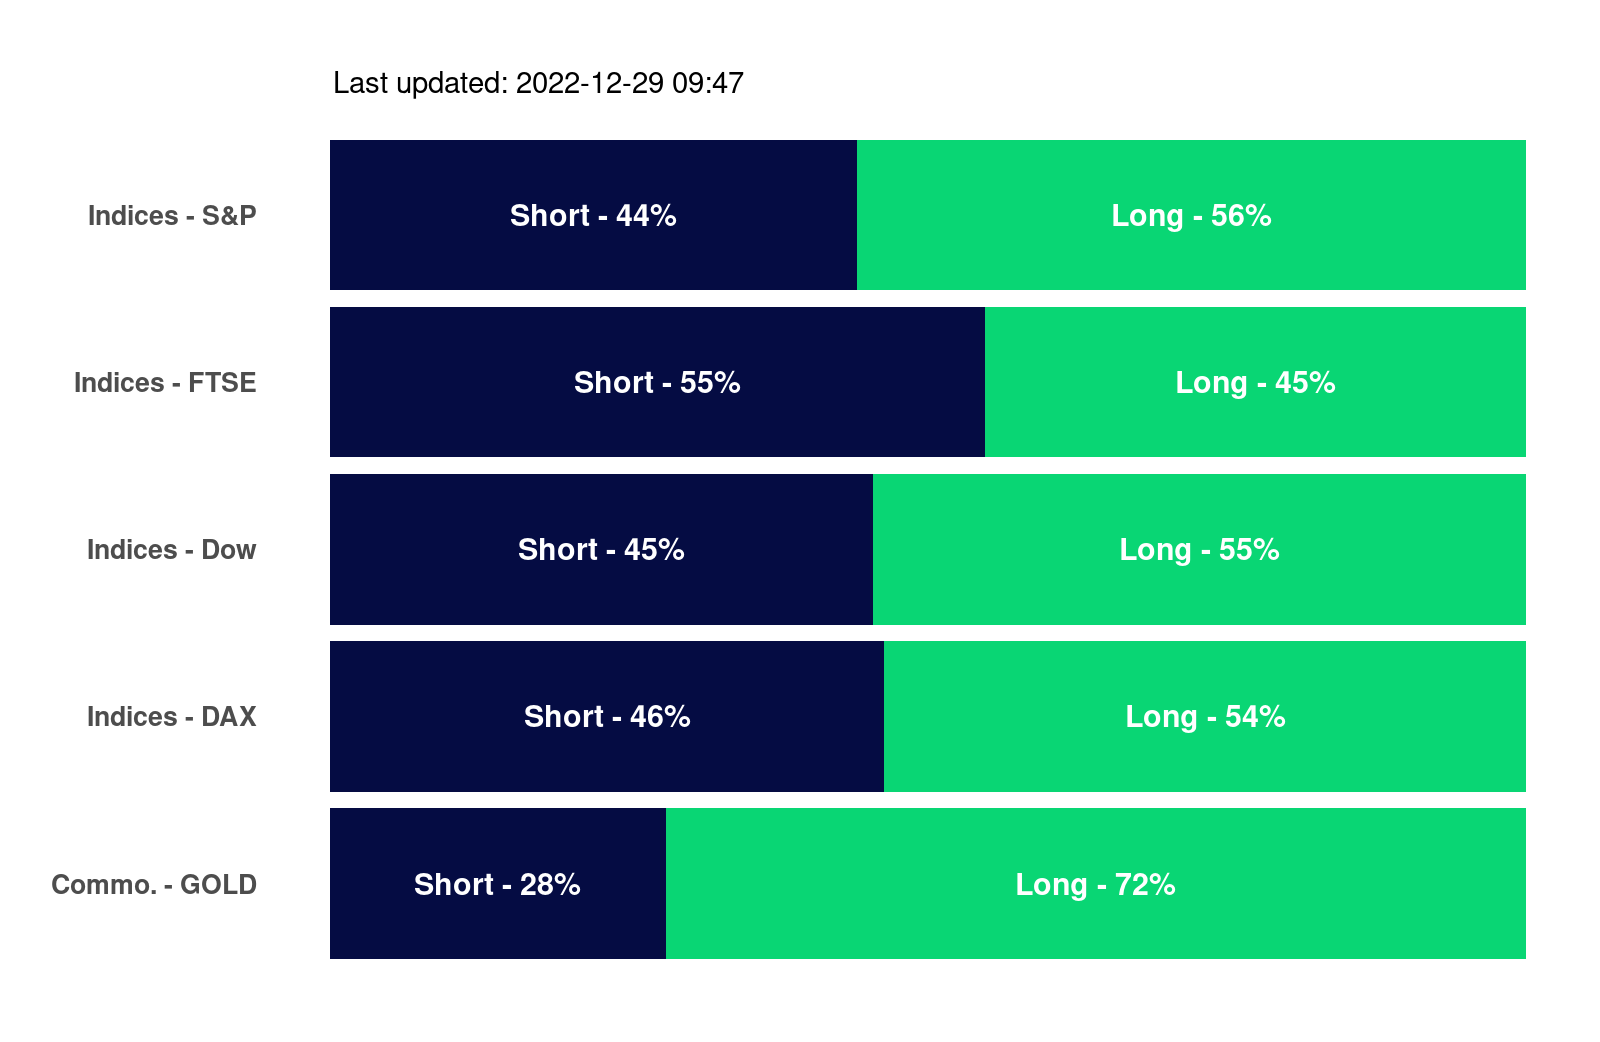 Last updated: 2022-12-29 09:47
Indices - S&P Short - 44% Long - 56%
Indices - FTSE Short - 55% Long - 45%
Indices - Dow Short - 45% Long - 55%
Indices - DAX Short - 46% Long - 54%
Commo. - GOLD Short - 28% Long - 72%